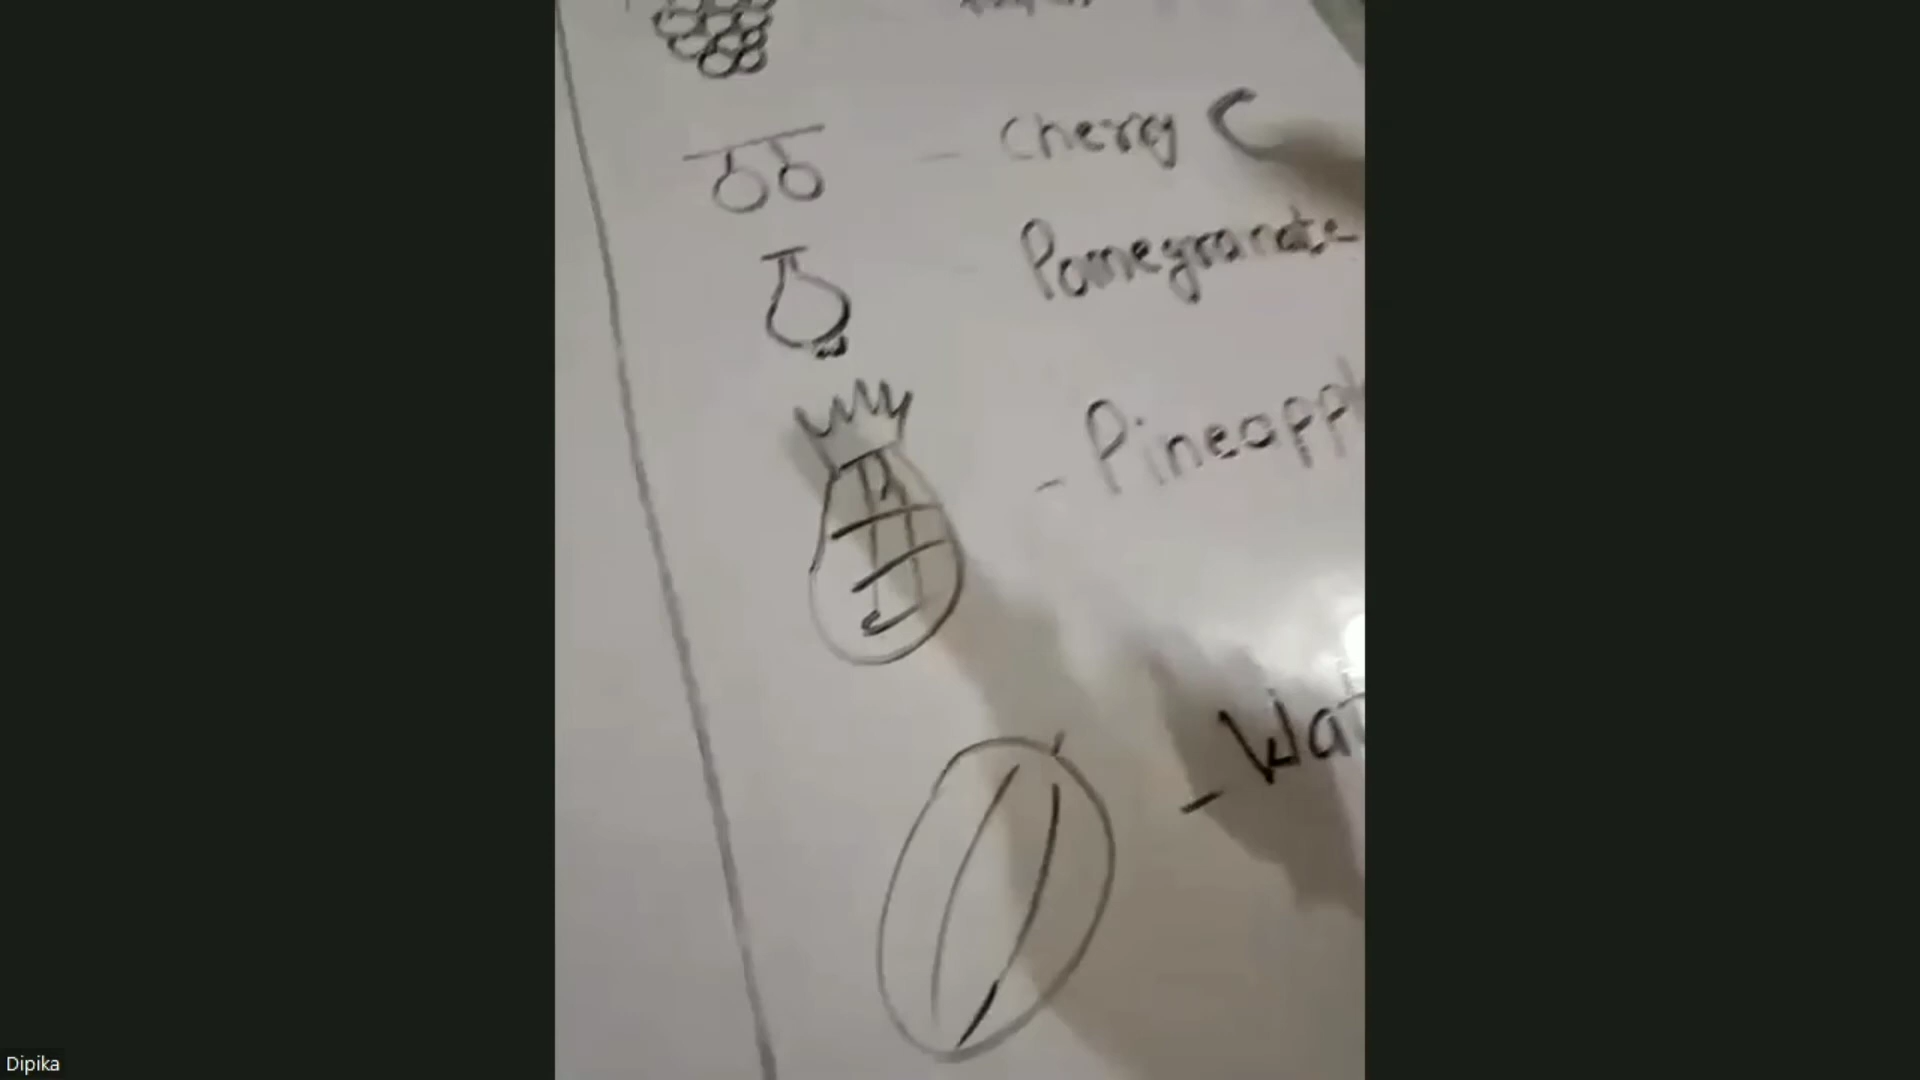 - Cherry C
Pomegranate
- Pineappl
- Wat
Dipika